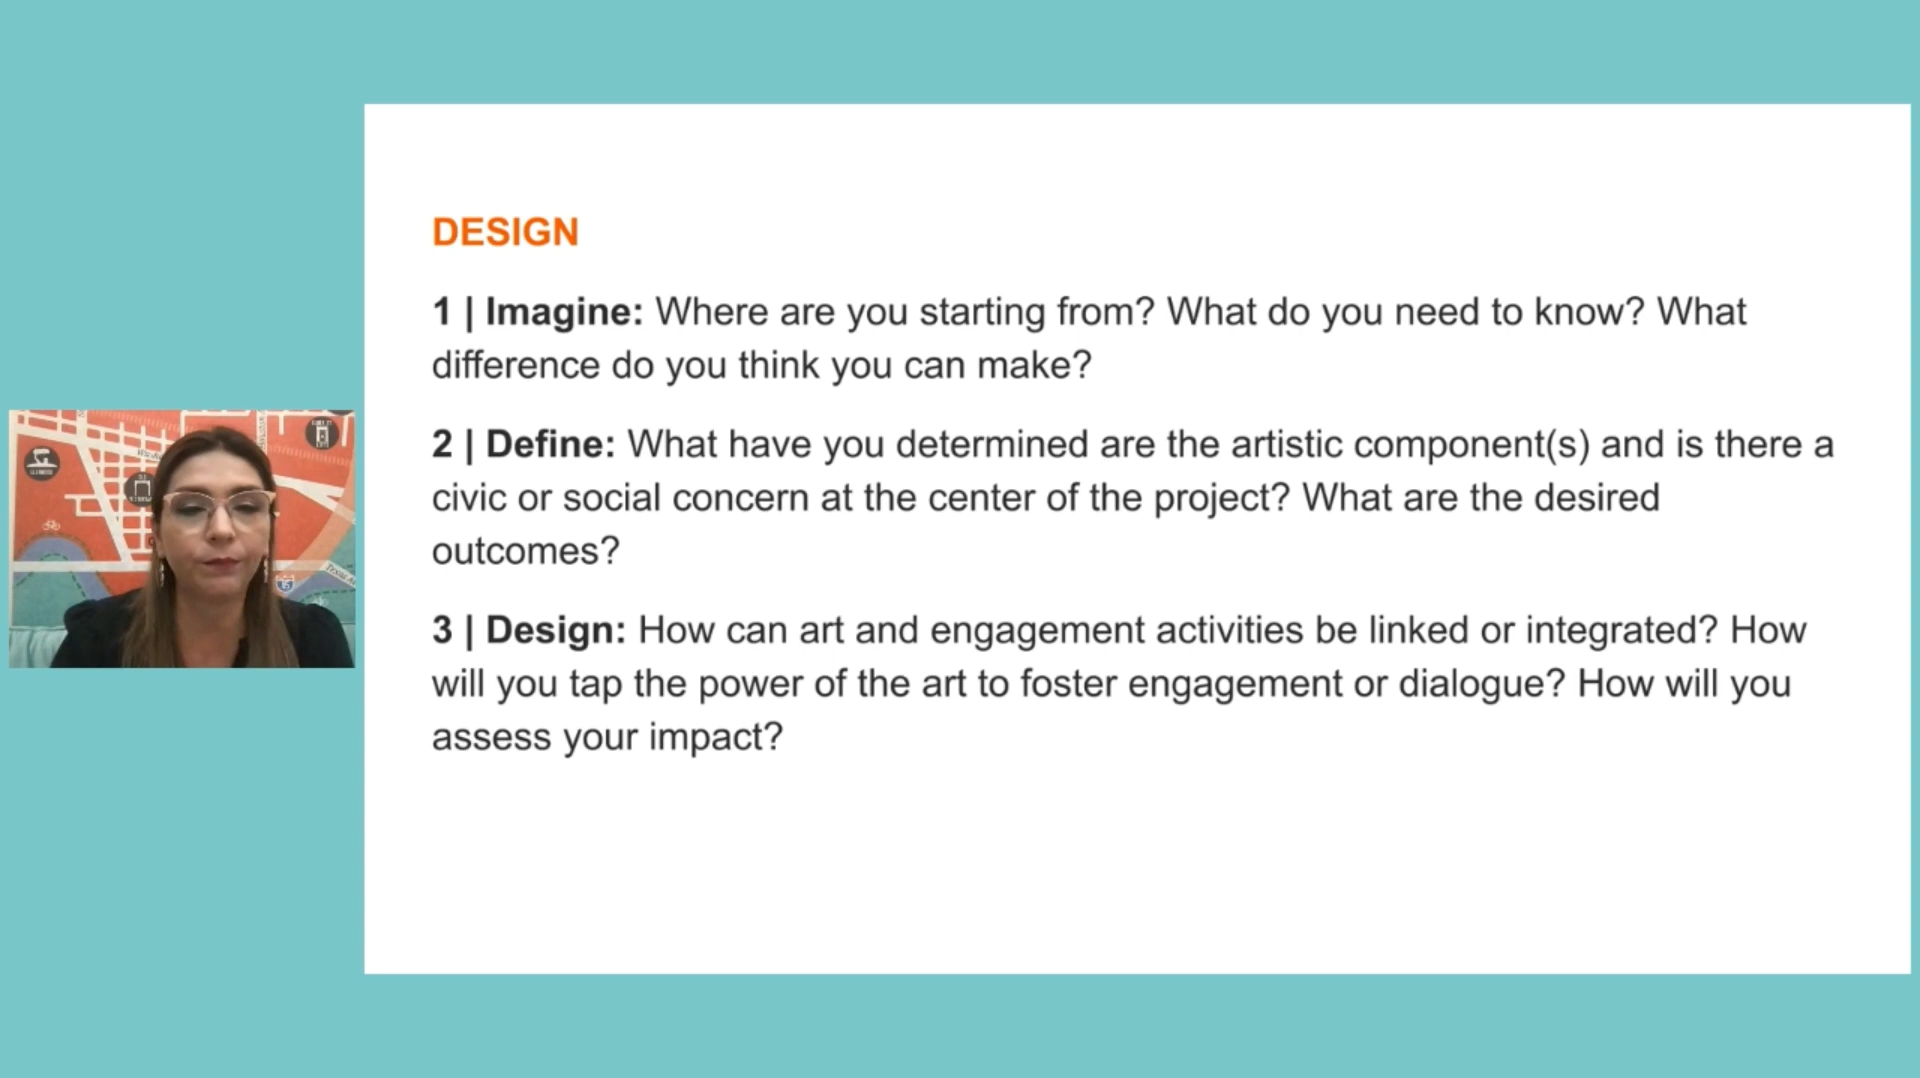 DESIGN
1 | Imagine: Where are you starting from? What do you need to know? What
difference do you think you can make?
2 | Define: What have you determined are the artistic component(s) and is there a
civic or social concern at the center of the project? What are the desired
outcomes?
3 | Design: How can art and engagement activities be linked or integrated? How
will you tap the power of the art to foster engagement or dialogue? How will you
assess your impact?